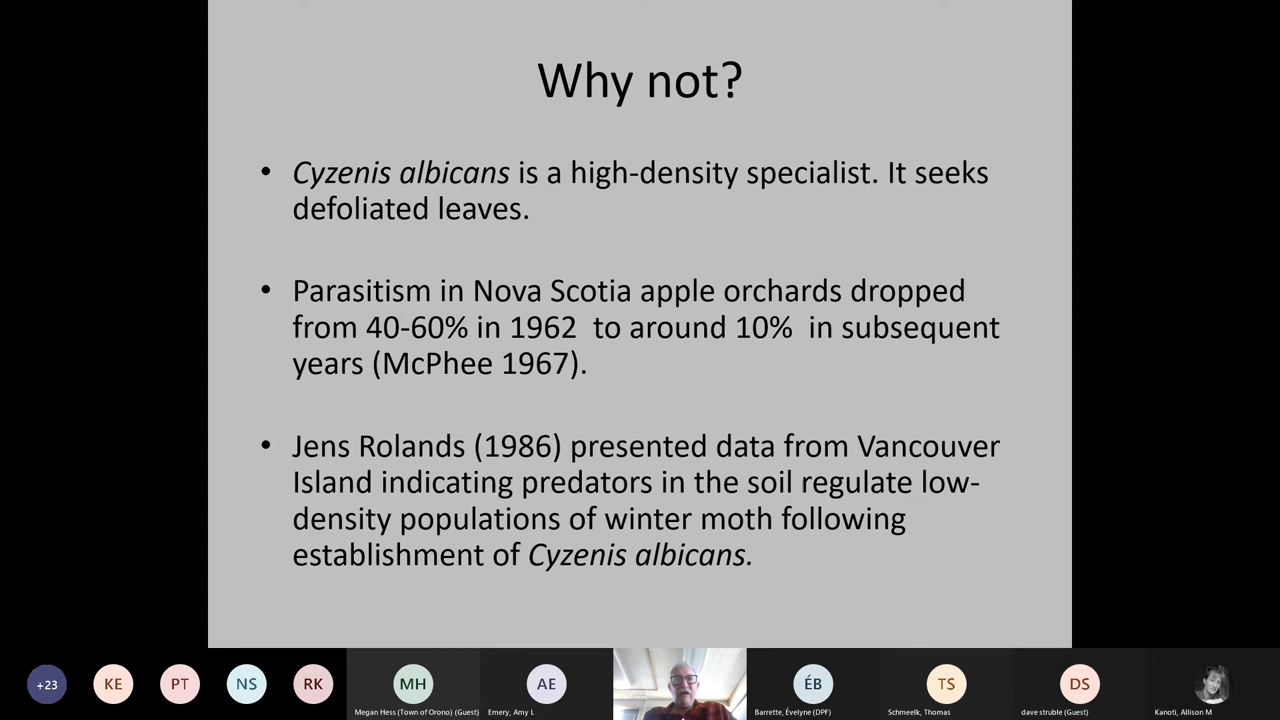 Why not?
• Cyzenis albicans is a high-density specialist. It seeks
defoliated leaves.
• Parasitism in Nova Scotia apple orchards dropped
from 40-60% in 1962  to around 10%  in subsequent
years (McPhee 1967).
• Jens Rolands (1986) presented data from Vancouver
Island indicating predators in the soil regulate low-
density populations of winter moth following
establishment of Cyzenis albicans.
+23 KE PT NS RK MH AE ÉB TS DS
Megan Hess (Town of Orono) (Guest) Emery, Amy L Barrette, Évelyne (DPF) Schmeelk, Thomas dave struble (Guest) Kanoti, Allison M